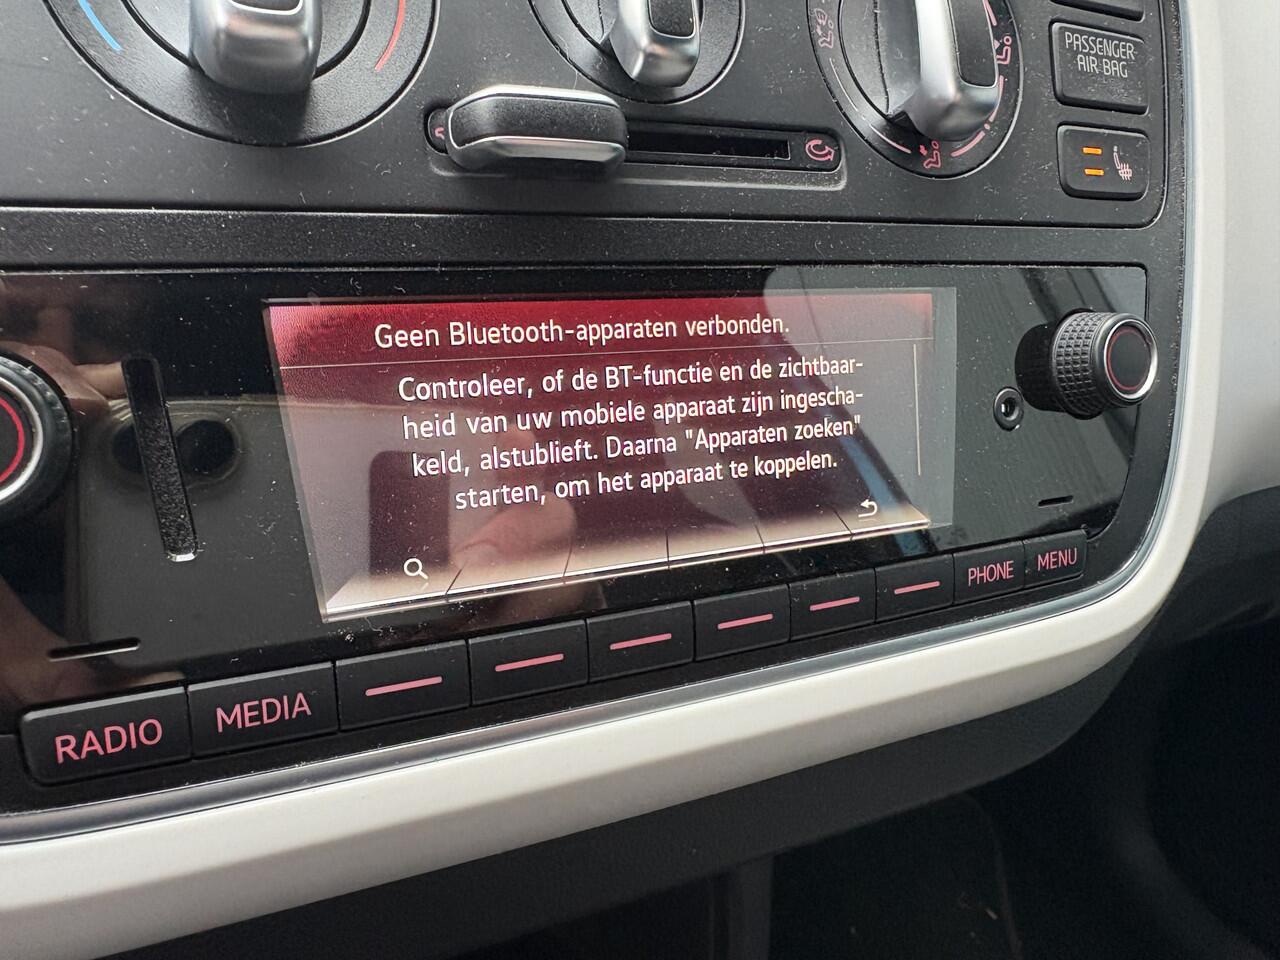 PASSENGER
AIR BAG
Geen Bluetooth-apparaten verbonden.
Controleer, of de BT-functie en de zichtbaar-
heid van uw mobiele apparaat zijn ingescha-
keld, alstublieft. Daarna "Apparaten zoeken"
starten, om het apparaat te koppelen.
RADIO
MEDIA
PHONE
MENU